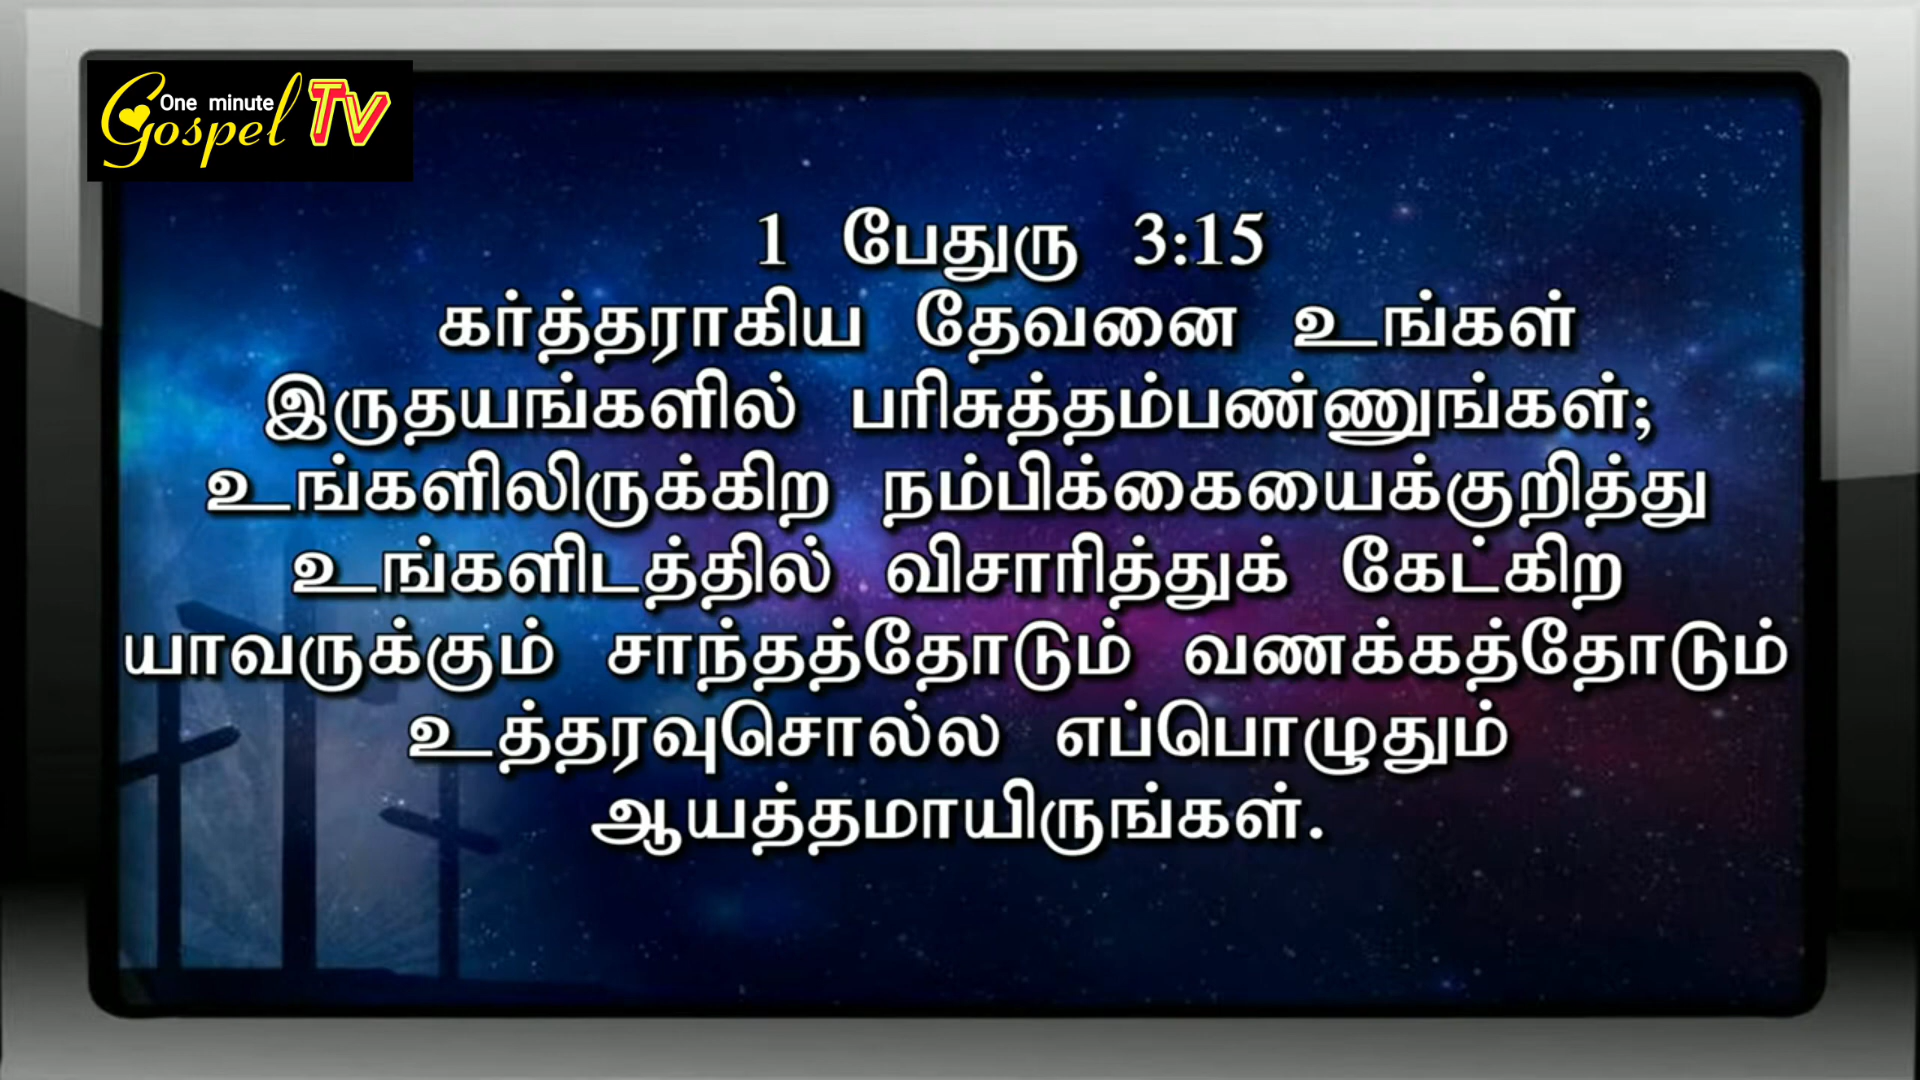 One minute
Gospel TV
1 பேதுரு 3:15
கர்த்தராகிய தேவனை உங்கள்
இருதயங்களில் பரிசுத்தம்பண்ணுங்கள்;
உங்களிலிருக்கிற நம்பிக்கையைக்குறித்து
உங்களிடத்தில் விசாரித்துக் கேட்கிற
யாவருக்கும் சாந்தத்தோடும் வணக்கத்தோடும்
உத்தரவுசொல்ல எப்பொழுதும்
ஆயத்தமாயிருங்கள்.